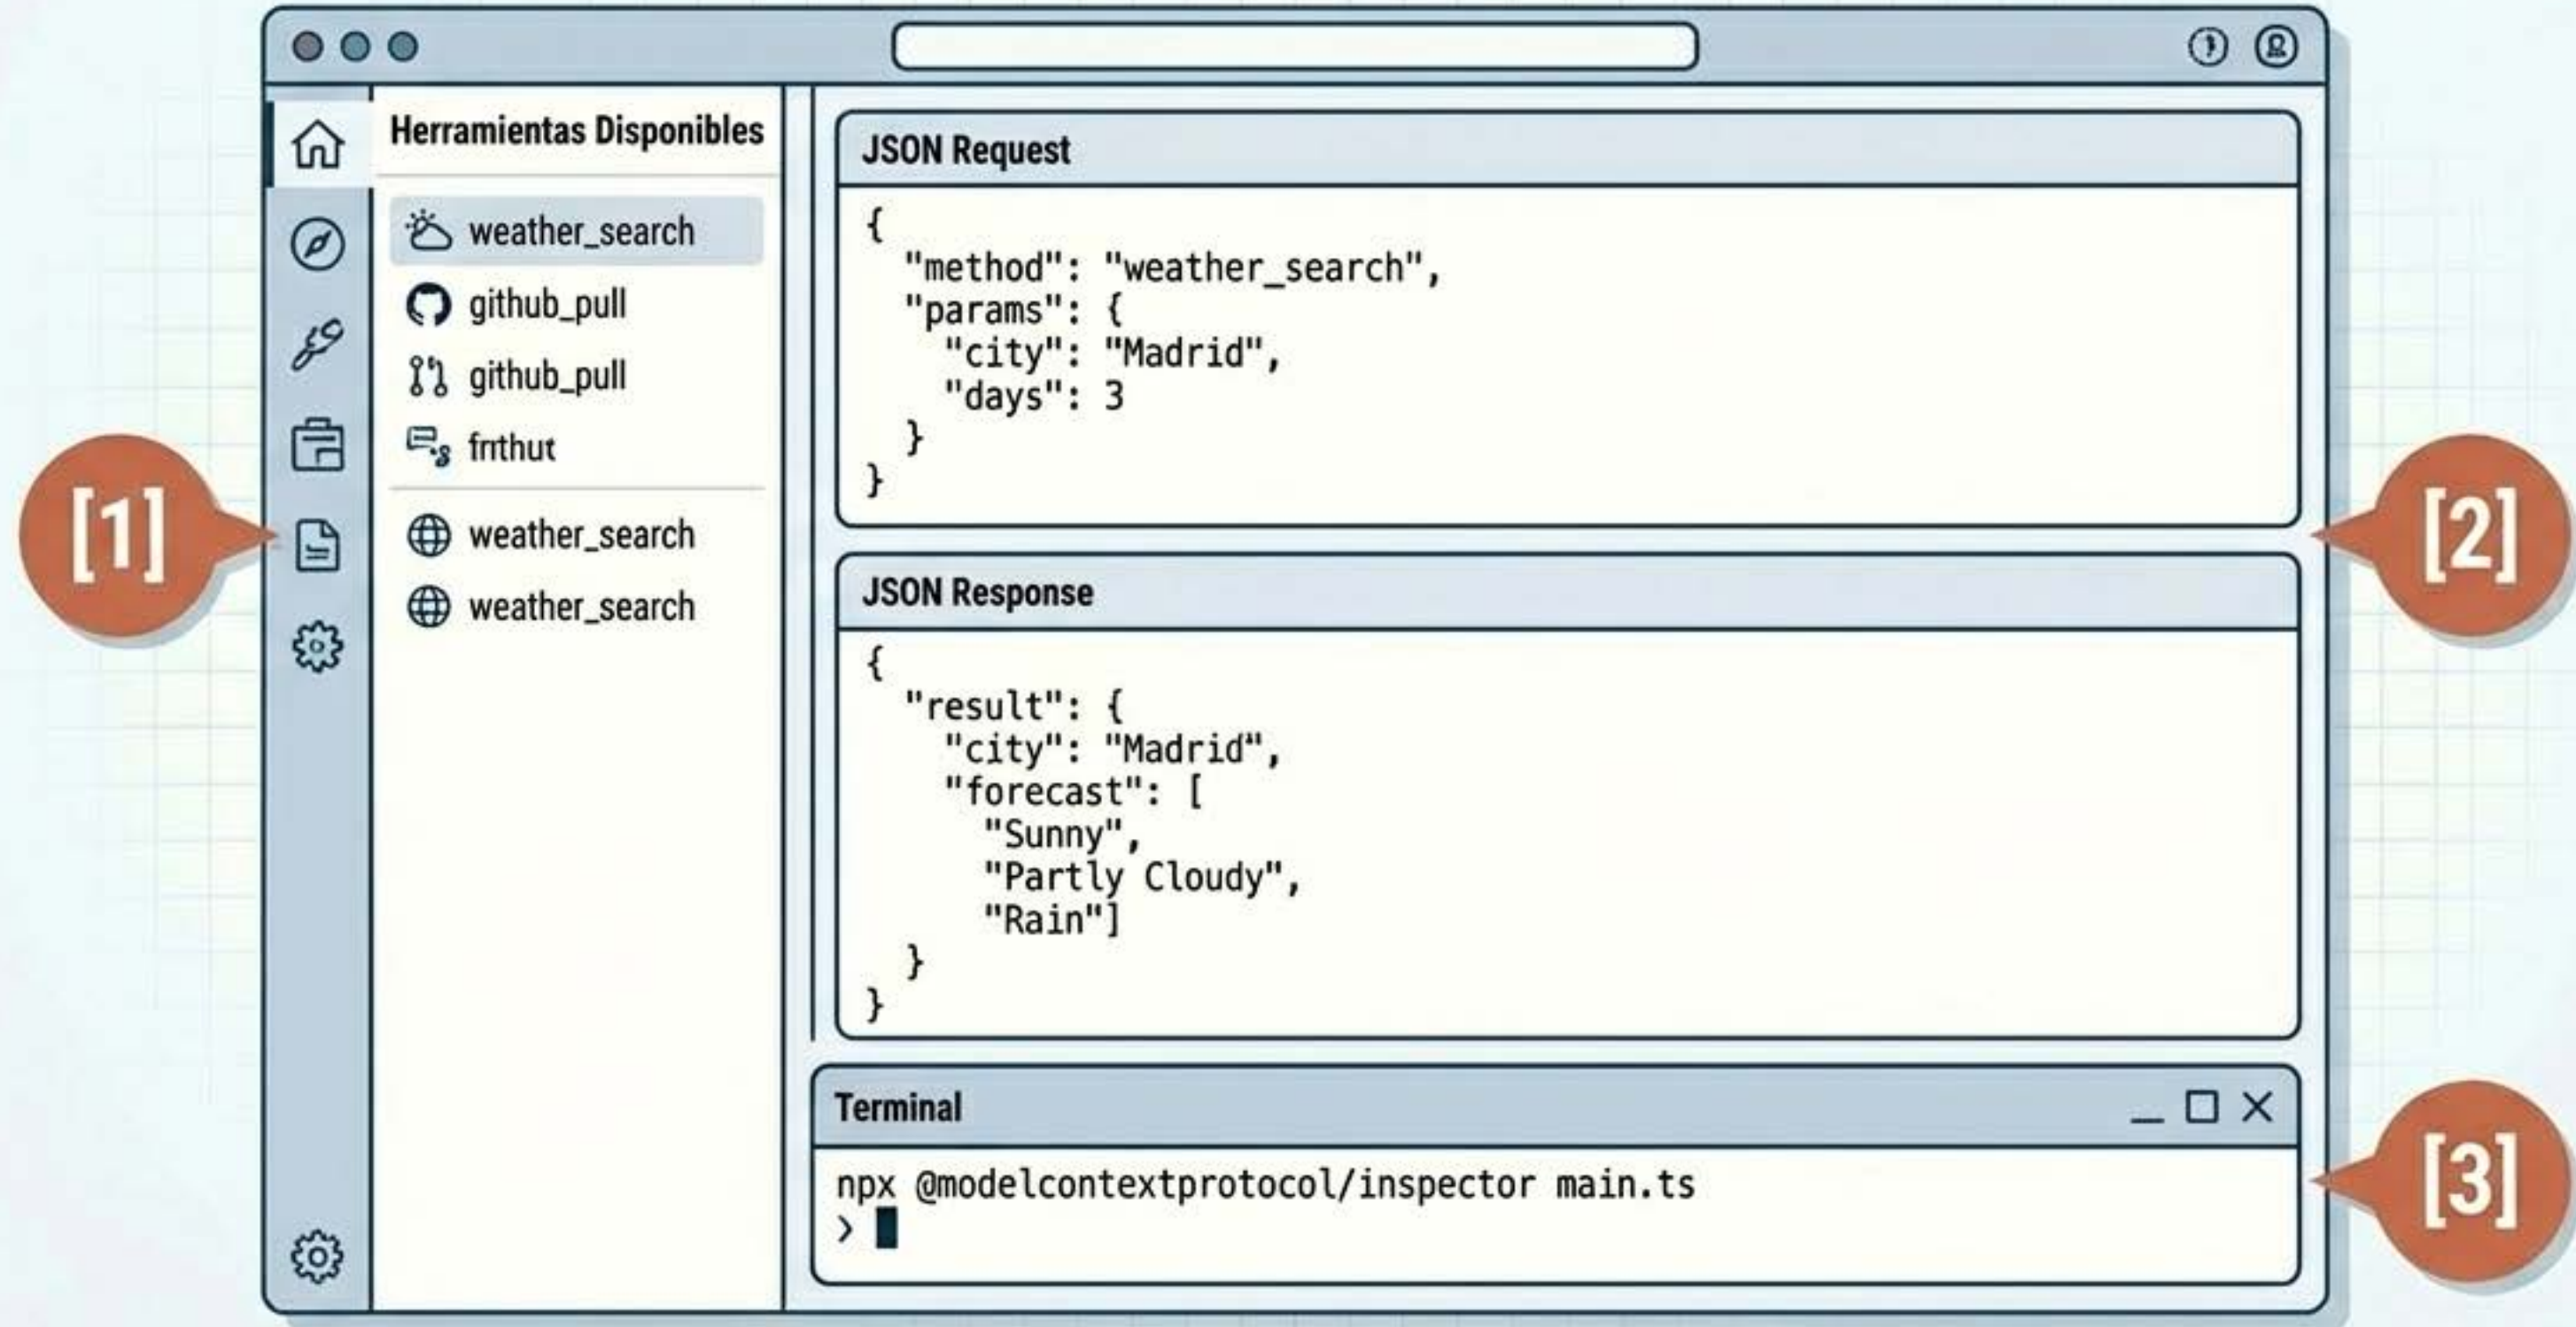 Herramientas Disponibles
weather_search
github_pull
github_pull
frithut
weather_search
weather_search
[1]
JSON Request
{
  "method": "weather_search",
  "params": {
    "city": "Madrid",
    "days": 3
  }
}
[2]
JSON Response
{
  "result": {
    "city": "Madrid",
    "forecast": [
      "Sunny",
      "Partly Cloudy",
      "Rain"]
  }
}
Terminal
npx @modelcontextprotocol/inspector main.ts
>
[3]